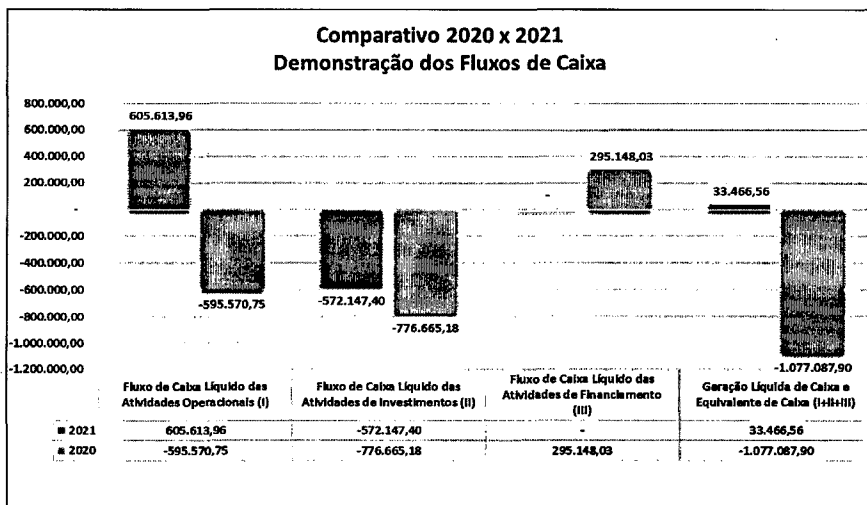 Comparativo 2020 x 2021
Demonstração dos Fluxos de Caixa
800.000,00
600.000,00
400.000,00
200.000,00
-
-200.000,00
-400.000,00
-600.000,00
-800.000,00
-1.000.000,00
-1.200.000,00
605.613,96
-595.570,75
-572.147,40
-776.665,18
-
295.148,03
33.466,56
-1.077.087,90
Fluxo de Caixa Líquido das Atividades Operacionais (I)
Fluxo de Caixa Líquido das Atividades de Investimentos (II)
Fluxo de Caixa Líquido das Atividades de Financiamento (III)
Geração Líquida de Caixa e Equivalente de Caixa (I+II+III)
2021 605.613,96 -572.147,40 - 33.466,56
2020 -595.570,75 -776.665,18 295.148,03 -1.077.087,90